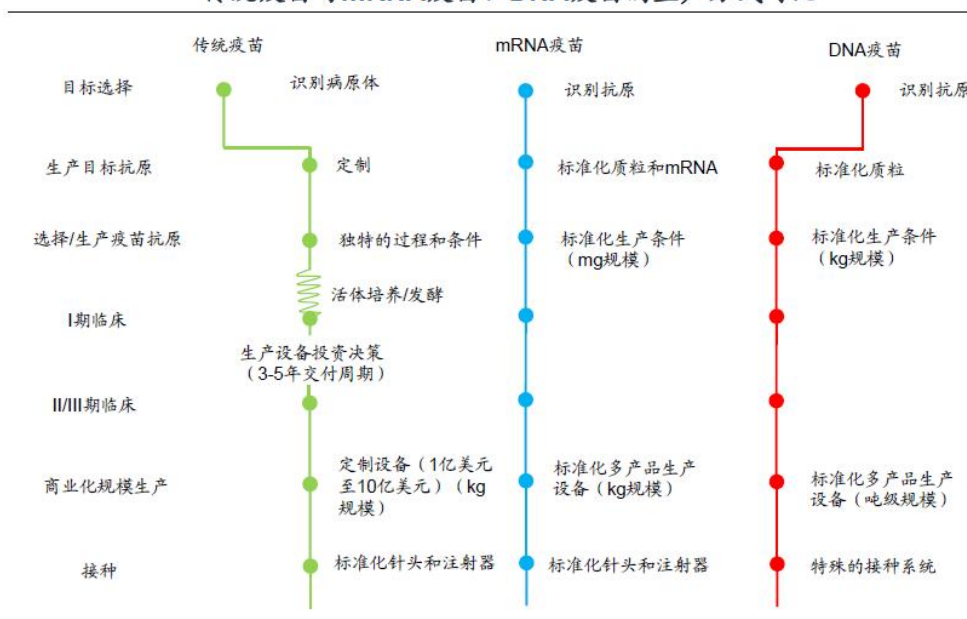 传统疫苗
mRNA疫苗
DNA疫苗
目标选择
识别病原体
识别抗原
识别抗原
生产目标抗原
定制
标准化质粒和mRNA
标准化质粒
选择/生产疫苗抗原
独特的过程和条件
标准化生产条件
（mg规模）
标准化生产条件
（kg规模）
活体培养/发酵
I期临床
生产设备投资决策
（3-5年交付周期）
II/III期临床
商业化规模生产
定制设备（1亿美元
至10亿美元）（kg
规模）
标准化多产品生产
设备（kg规模）
标准化多产品生产
设备（吨级规模）
接种
标准化针头和注射器
标准化针头和注射器
特殊的接种系统